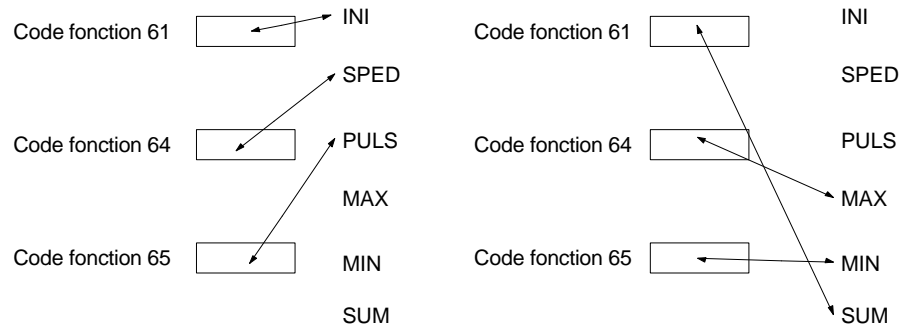 Code fonction 61
INI
SPED
Code fonction 64
PULS
MAX
Code fonction 65
MIN
SUM
Code fonction 61
INI
SPED
Code fonction 64
PULS
MAX
Code fonction 65
MIN
SUM